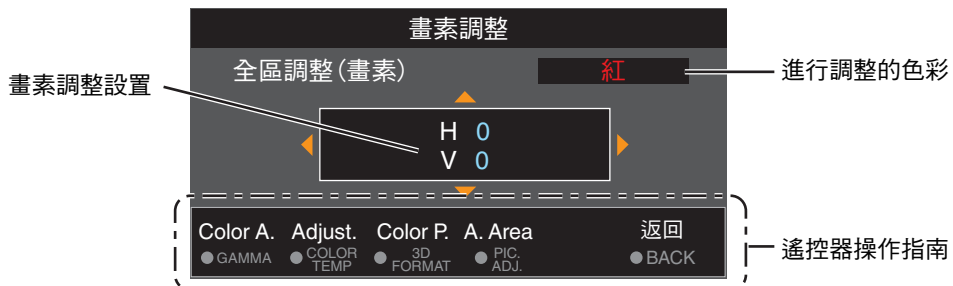 畫素調整
全區調整(畫素) 紅
進行調整的色彩
畫素調整設置
H 0
V 0
Color A. Adjust. Color P. A. Area 返回
GAMMA COLOR TEMP 3D FORMAT PIC. ADJ. BACK
遙控器操作指南